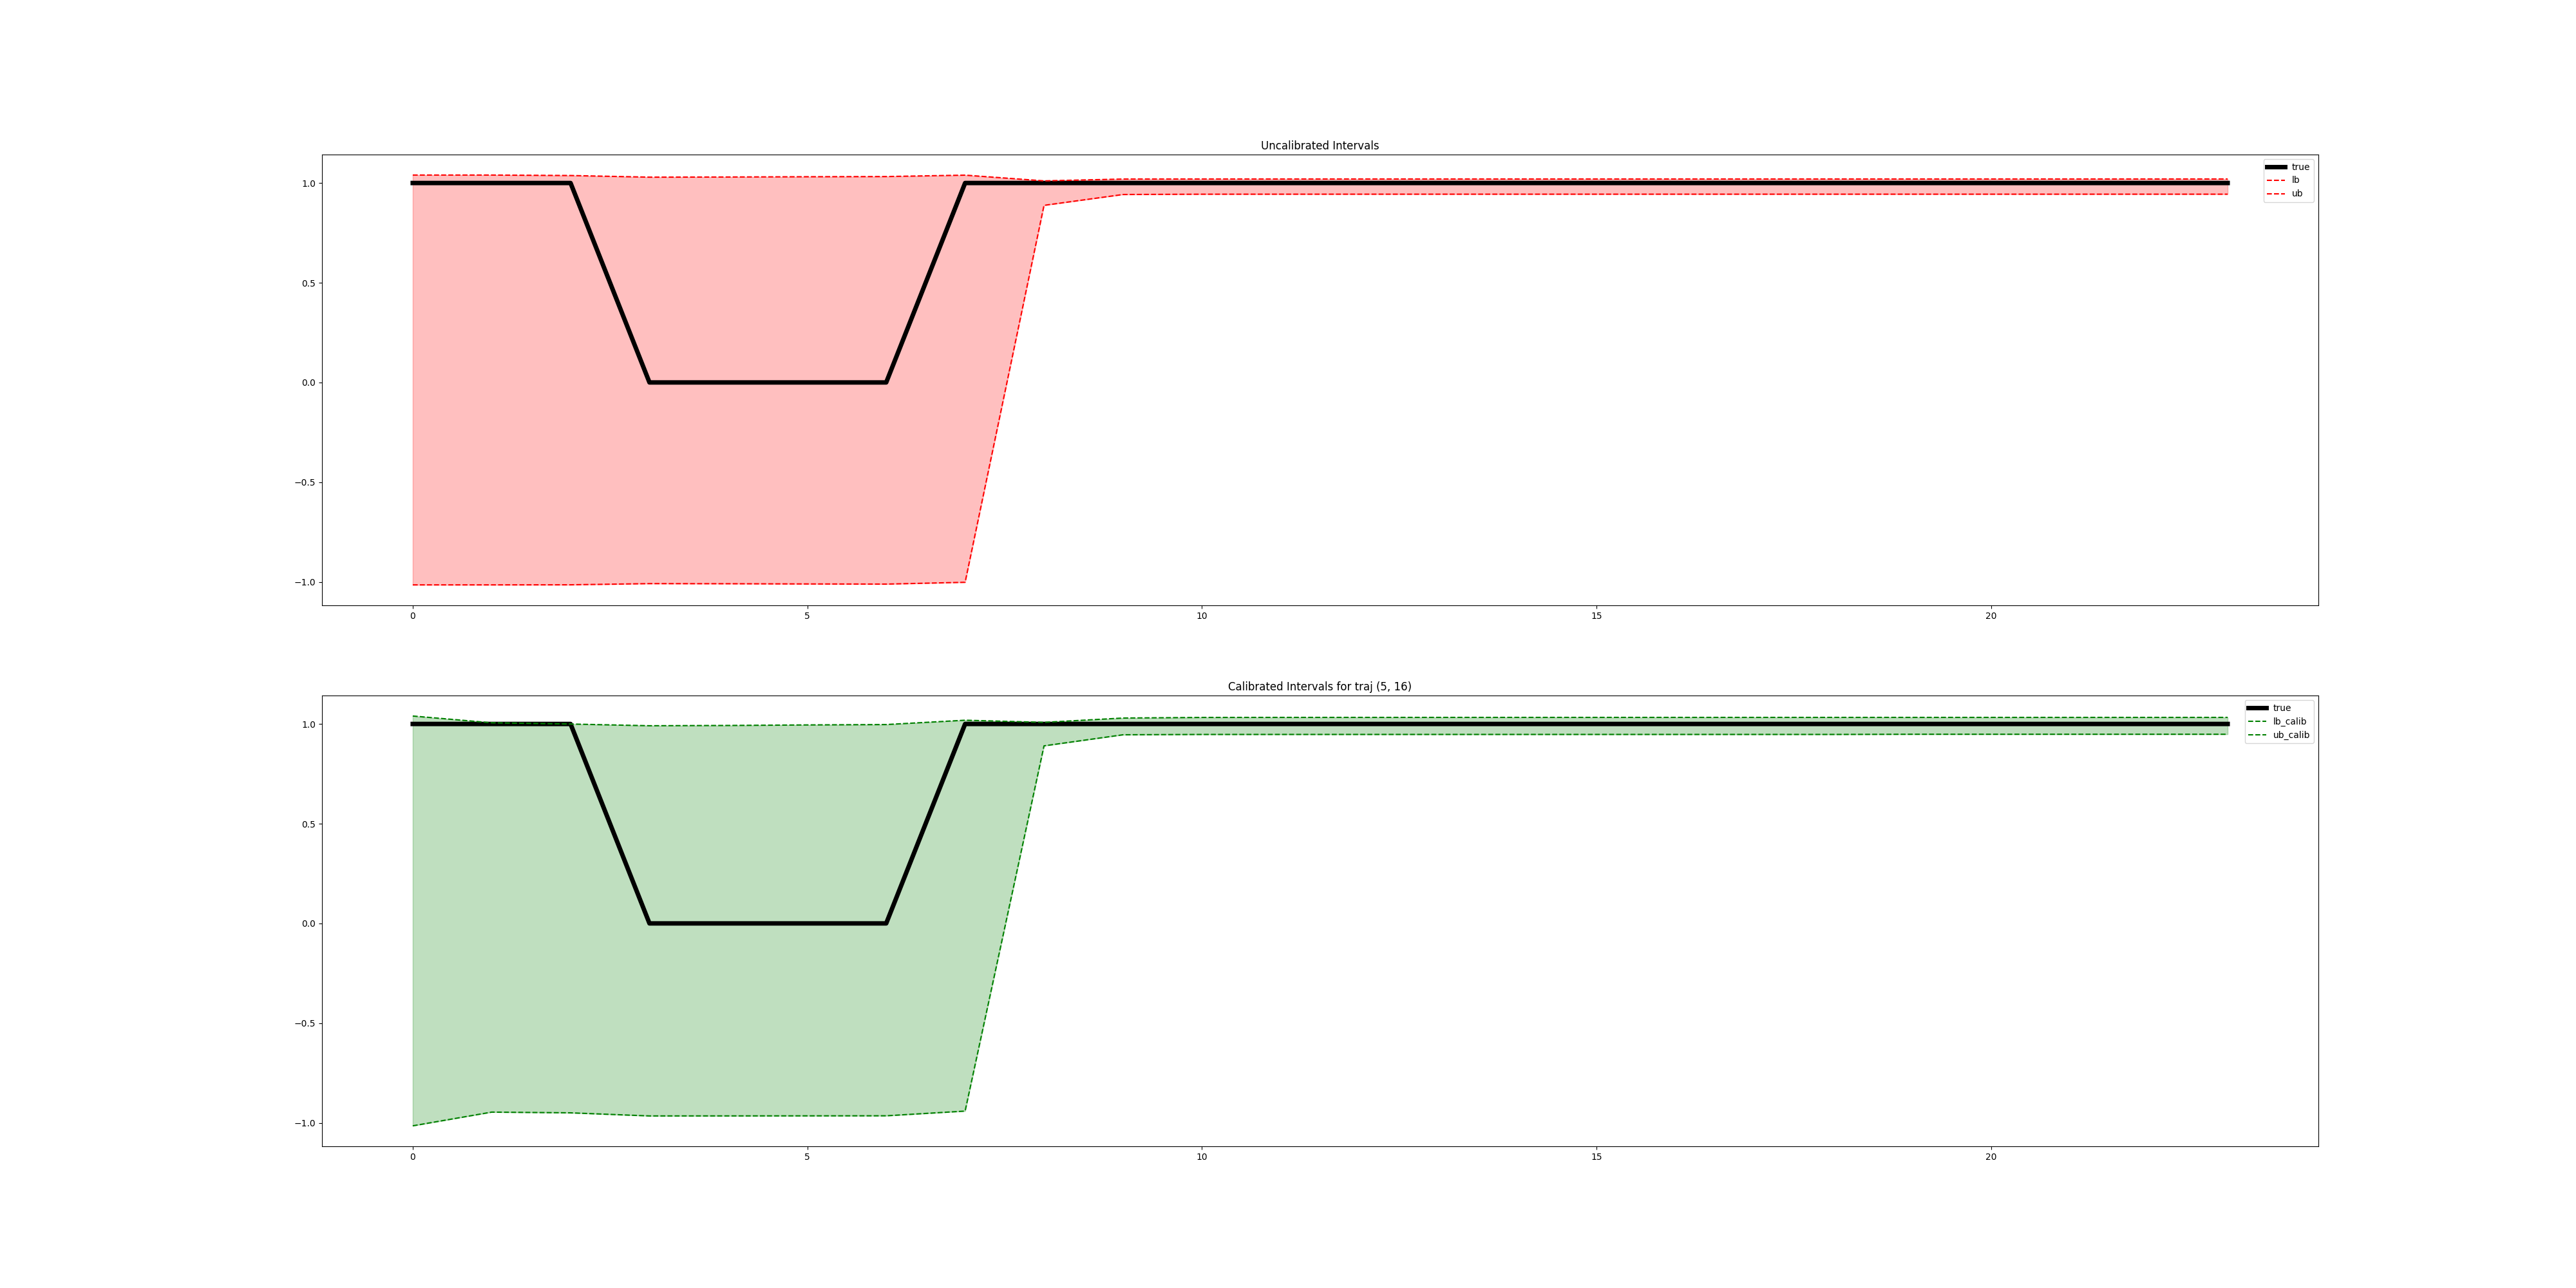 Uncalibrated Intervals
true
lb
ub
1.0
0.5
0.0
−0.5
−1.0
0 5 10 15 20
Calibrated Intervals for traj (5, 16)
true
lb_calib
ub_calib
1.0
0.5
0.0
−0.5
−1.0
0 5 10 15 20